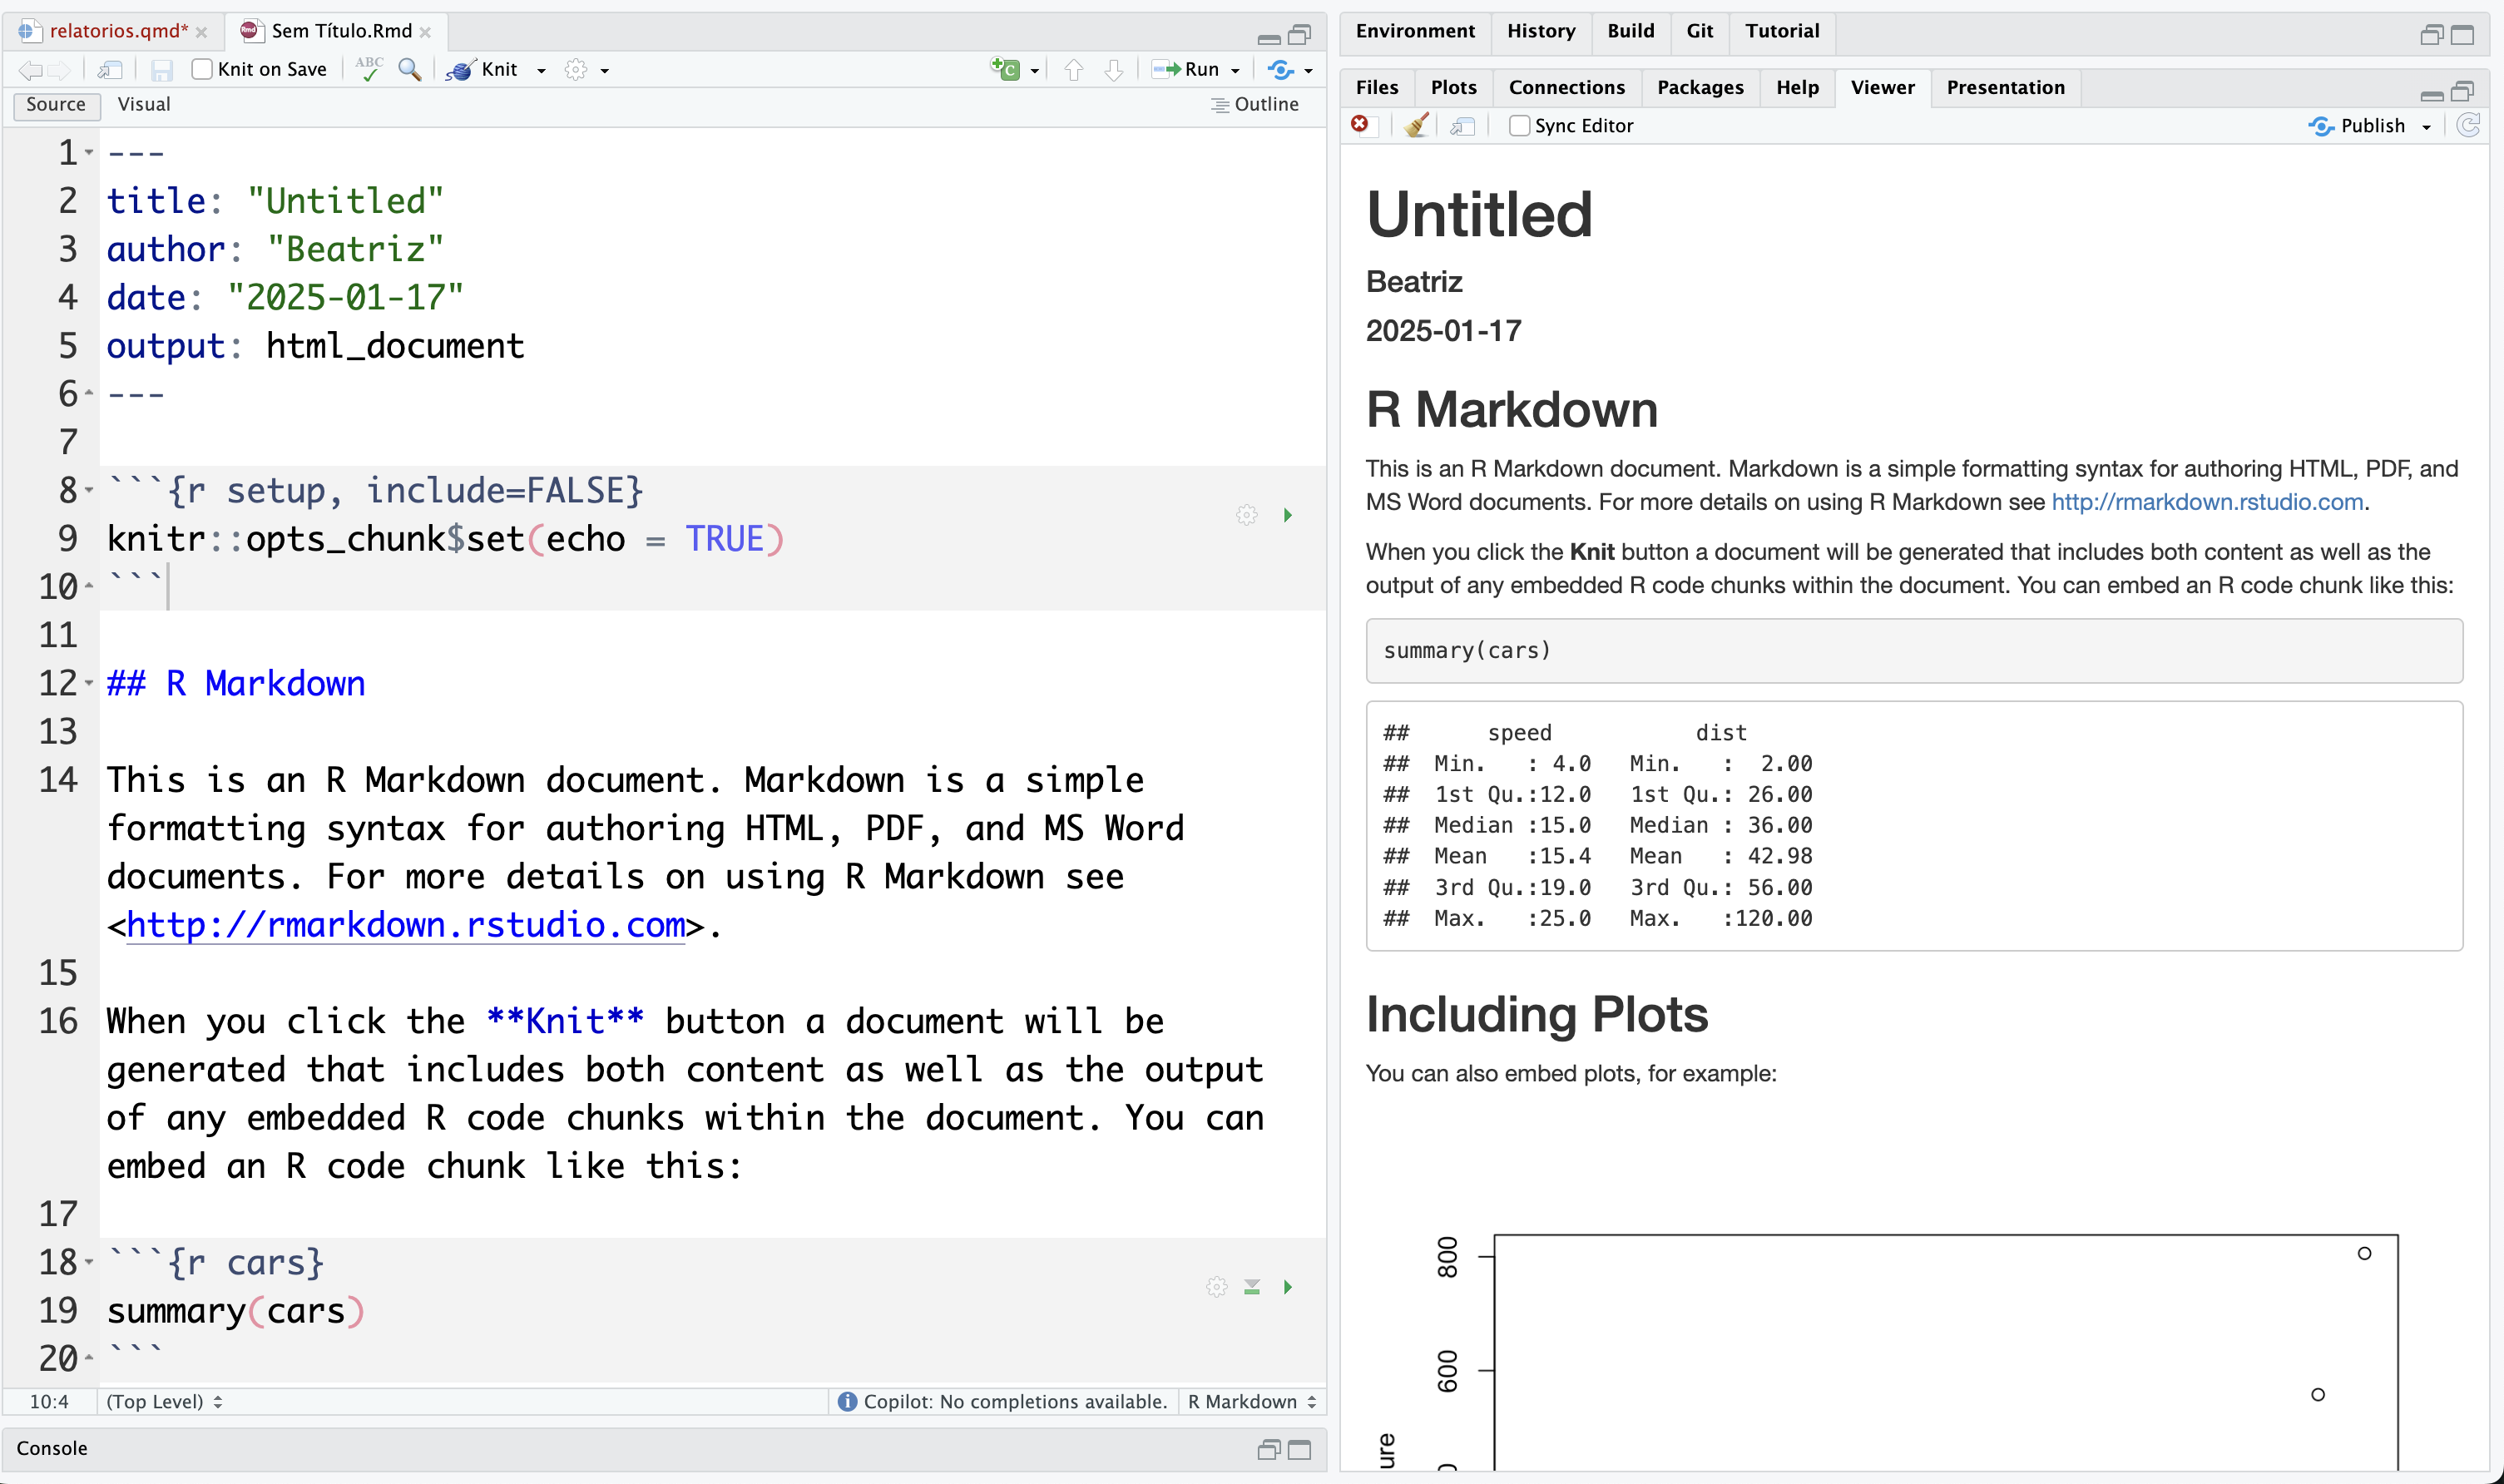 relatorios.qmd* Sem Título.Rmd
Knit on Save ABC Knit Run
Source Visual Outline
1 ---
2 title: "Untitled"
3 author: "Beatriz"
4 date: "2025-01-17"
5 output: html_document
6 ---
7
8 ```{r setup, include=FALSE}
9 knitr::opts_chunk$set(echo = TRUE)
10 ```
11
12 ## R Markdown
13
14 This is an R Markdown document. Markdown is a simple
formatting syntax for authoring HTML, PDF, and MS Word
documents. For more details on using R Markdown see
<http://rmarkdown.rstudio.com>.
15
16 When you click the **Knit** button a document will be
generated that includes both content as well as the output
of any embedded R code chunks within the document. You can
embed an R code chunk like this:
17
18 ```{r cars}
19 summary(cars)
20 ```
10:4 (Top Level) Copilot: No completions available. R Markdown
Console
Environment History Build Git Tutorial
Files Plots Connections Packages Help Viewer Presentation
Sync Editor Publish
Untitled
Beatriz
2025-01-17
R Markdown
This is an R Markdown document. Markdown is a simple formatting syntax for authoring HTML, PDF, and
MS Word documents. For more details on using R Markdown see http://rmarkdown.rstudio.com.
When you click the Knit button a document will be generated that includes both content as well as the
output of any embedded R code chunks within the document. You can embed an R code chunk like this:
summary(cars)
##      speed           dist
##  Min.   : 4.0   Min.   :  2.00
##  1st Qu.:12.0   1st Qu.: 26.00
##  Median :15.0   Median : 36.00
##  Mean   :15.4   Mean   : 42.98
##  3rd Qu.:19.0   3rd Qu.: 56.00
##  Max.   :25.0   Max.   :120.00
Including Plots
You can also embed plots, for example:
800
600
ure